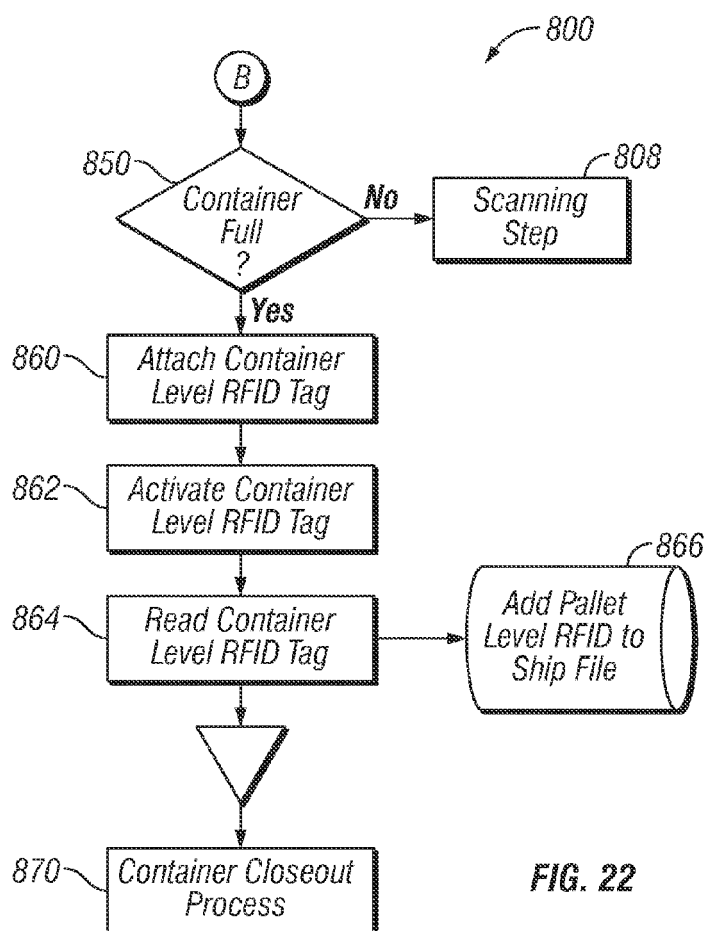 800
B
850
Container
Full
?
No
808
Scanning
Step
Yes
860
Attach Container
Level RFID Tag
862
Activate Container
Level RFID Tag
864
Read Container
Level RFID Tag
866
Add Pallet
Level RFID to
Ship File
870
Container Closeout
Process
FIG. 22